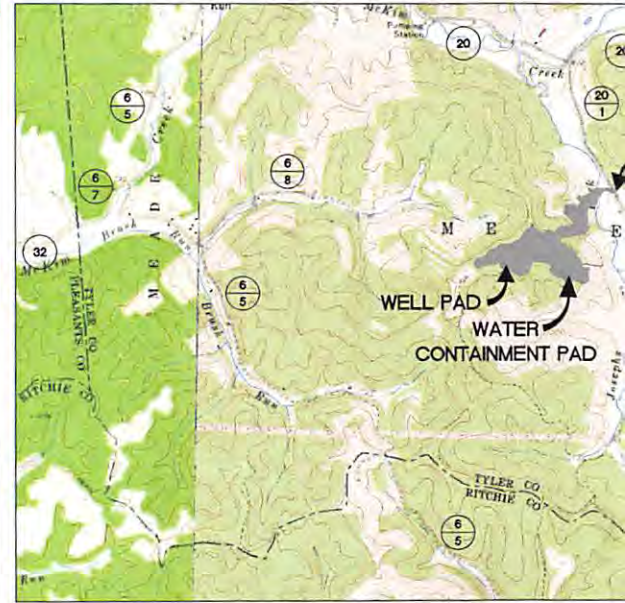 Run
McKim
Pumping
Station
20
Creek
20
20
1
6
5
Creek
6
7
6
8
MEADE
M E
E
32
McKim
Brush
Run
6
5
Brush
Run
WELL PAD
WATER
CONTAINMENT PAD
TYLER CO
PLEASANTS CO
RITCHIE CO
Josephs
TYLER CO
RITCHIE CO
6
5
Run